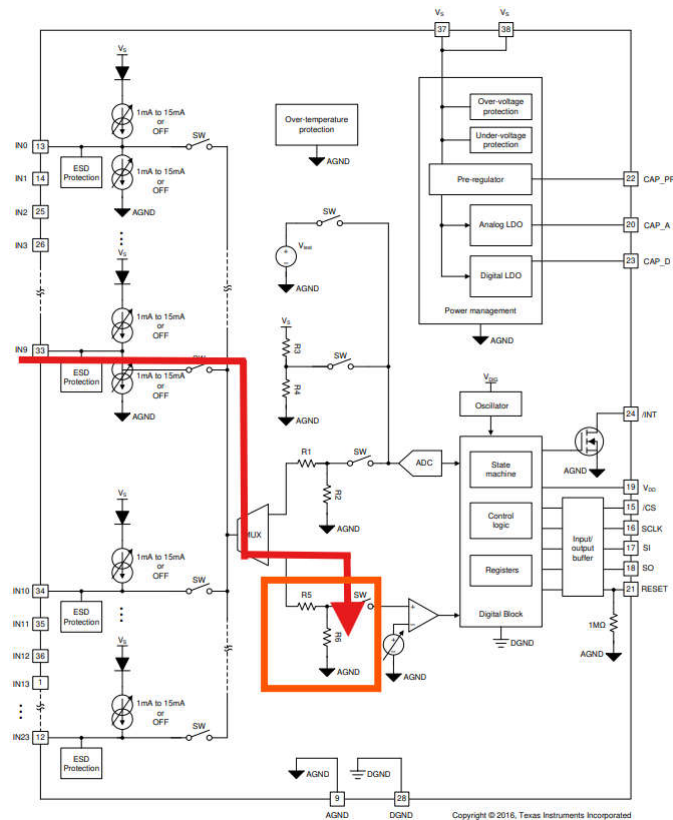 Vs
Vs
37
38
Vs
1mA to 15mA
or
OFF
SW
IN0
13
ESD
Protection
1mA to 15mA
or
OFF
IN1
14
AGND
IN2
25
IN3
26
Over-temperature
protection
AGND
Over-voltage
protection
Under-voltage
protection
Pre-regulator
22
Analog LDO
20
CAP_A
Digital LDO
23
CAP_D
Power management
AGND
SW
+
−
AGND
Vs
1mA to 15mA
or
OFF
IN9
33
ESD
Protection
SW
1mA to 15mA
or
OFF
AGND
Vs
R3
SW
R4
AGND
VDIG
Oscillator
24
/INT
AGND
R1
SW
ADC
R2
AGND
State
machine
19
VDD
15
/CS
Control
logic
Input/
output
buffer
16
SCLK
17
SI
Registers
18
SO
21
RESET
Digital Block
DGND
1MΩ
AGND
MUX
R5
SW
+
−
R6
AGND
+
−
AGND
Vs
1mA to 15mA
or
OFF
SW
IN10
34
ESD
Protection
IN11
35
IN12
36
IN13
1
Vs
1mA to 15mA
or
OFF
SW
IN23
12
ESD
Protection
AGND
DGND
9
28
AGND
DGND
Copyright © 2016, Texas Instruments Incorporated